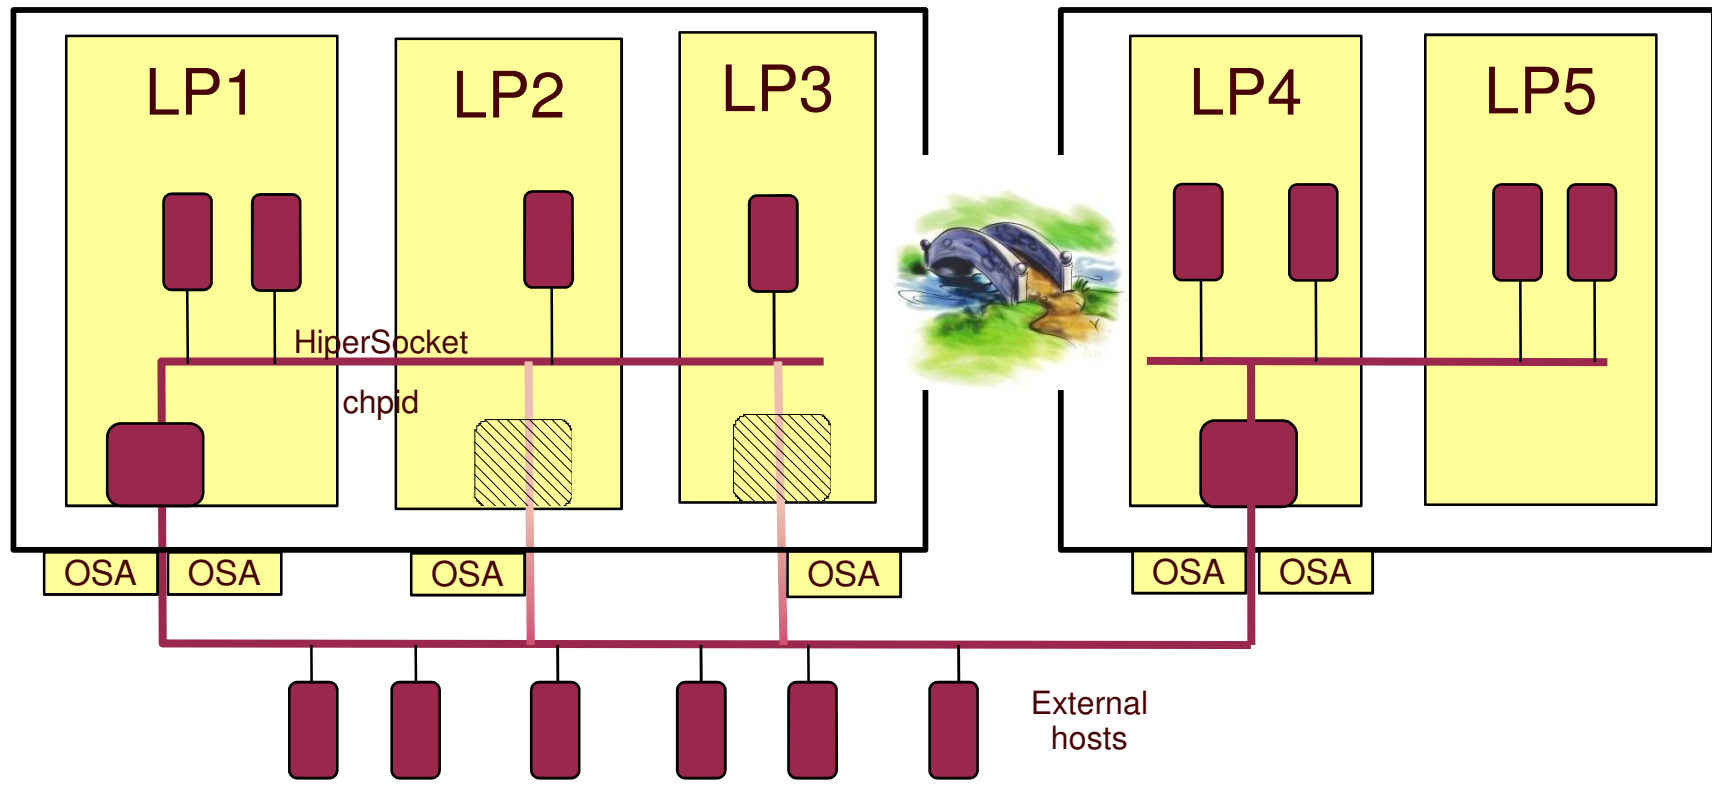 LP1
LP2
LP3
LP4
LP5
HiperSocket
chpid
OSA
OSA
OSA
OSA
OSA
OSA
External
hosts